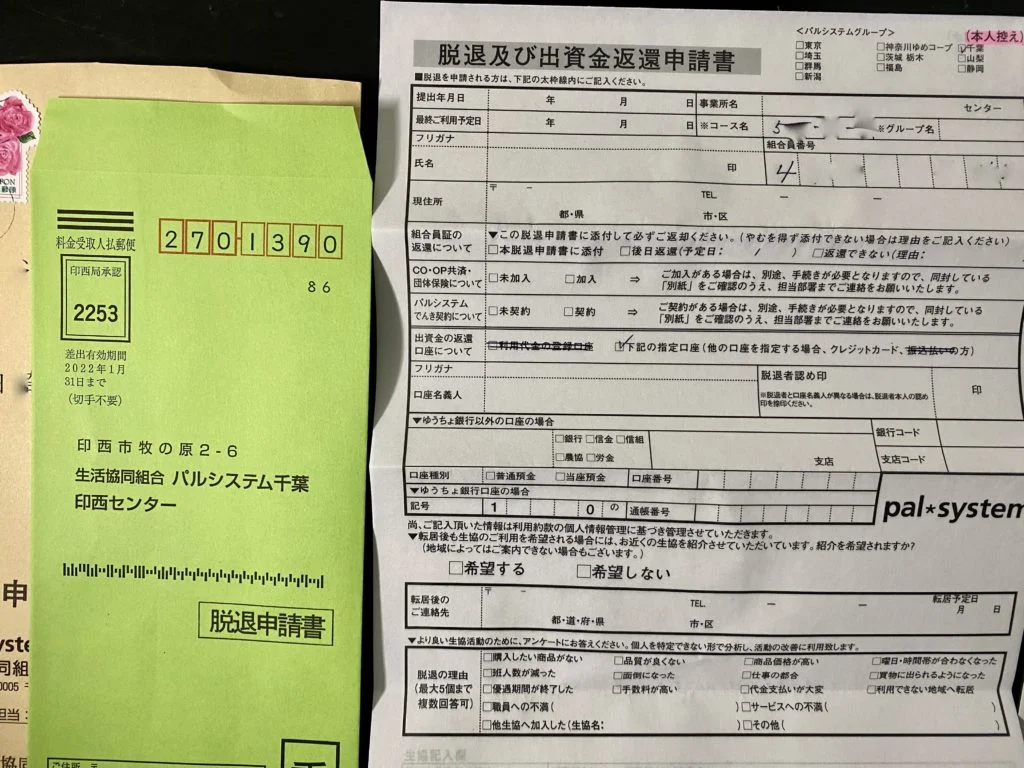 料金受取人払郵便
印西局承認
2253
差出有効期間
2022年1月
31日まで
(切手不要)
2701390
86
印西市牧の原2-6
生活協同組合 パルシステム千葉
印西センター
脱退申請書
<パルシステムグループ>
(本人控え)
□東京 □神奈川ゆめコープ ☑千葉
□埼玉 □茨城 栃木 □山梨
□群馬 □福島 □静岡
□新潟
脱退及び出資金返還申請書
■脱退を申請される方は、下記の太枠線内にご記入ください。
提出年月日 年 月 日 事業所名 センター
最終ご利用予定日 年 月 日 ※コース名 5 ※グループ名
フリガナ 組合員番号
氏名 印 4
現住所 〒 − TEL. − −
都・県 市・区
組合員証の返還について ▼この脱退申請書に添付して必ずご返却ください。(やむを得ず添付できない場合は理由をご記入ください)
□本脱退申請書に添付 □後日返還(予定日: / ) □返還できない(理由:
CO・OP共済・団体保険について □未加入 □加入 ⇒ ご加入がある場合は、別途、手続きが必要となりますので、同封している
「別紙」をご確認のうえ、担当部署までご連絡をお願いいたします。
パルシステムでんき契約について □未契約 □契約 ⇒ ご契約がある場合は、別途、手続きが必要となりますので、同封している
「別紙」をご確認のうえ、担当部署までご連絡をお願いいたします。
出資金の返還口座について □利用代金の登録口座 ☑下記の指定口座(他の口座を指定する場合、クレジットカード、振込払いの方)
フリガナ 脱退者認め印
口座名義人 ※脱退者と口座名義人が異なる場合は、脱退者本人の認め印を捺印ください。 印
▼ゆうちょ銀行以外の口座の場合
□銀行 □信金 □信組 銀行コード
□農協 □労金 支店 支店コード
口座種別 □普通預金 □当座預金 口座番号
▼ゆうちょ銀行口座の場合
記号 1 0 の 通帳番号
pal*system
尚、ご記入頂いた情報は利用約款の個人情報管理に基づき管理させていただきます。
▼転居後も生協のご利用を希望される場合には、お近くの生協を紹介させていただいています。紹介を希望されますか?
(地域によってはご案内できない場合もございます。)
□希望する □希望しない
転居後のご連絡先 〒 − TEL. − − 転居予定日
都・道・府・県 市・区 月 日
▼より良い生協活動のために、アンケートにお答えください。個人を特定できない形で分析し、活動の改善に利用致します。
脱退の理由
(最大5個まで複数回答可)
□購入したい商品がない □品質が良くない □商品価格が高い □曜日・時間帯が合わなくなった
□班人数が減った □面倒になった □仕事の都合 □買物に出られるようになった
□優遇期間が終了した □手数料が高い □代金支払いが大変 □利用できない地域へ転居
□職員への不満( ) □サービスへの不満( )
□他生協へ加入した(生協名: ) □その他( )
生協記入欄